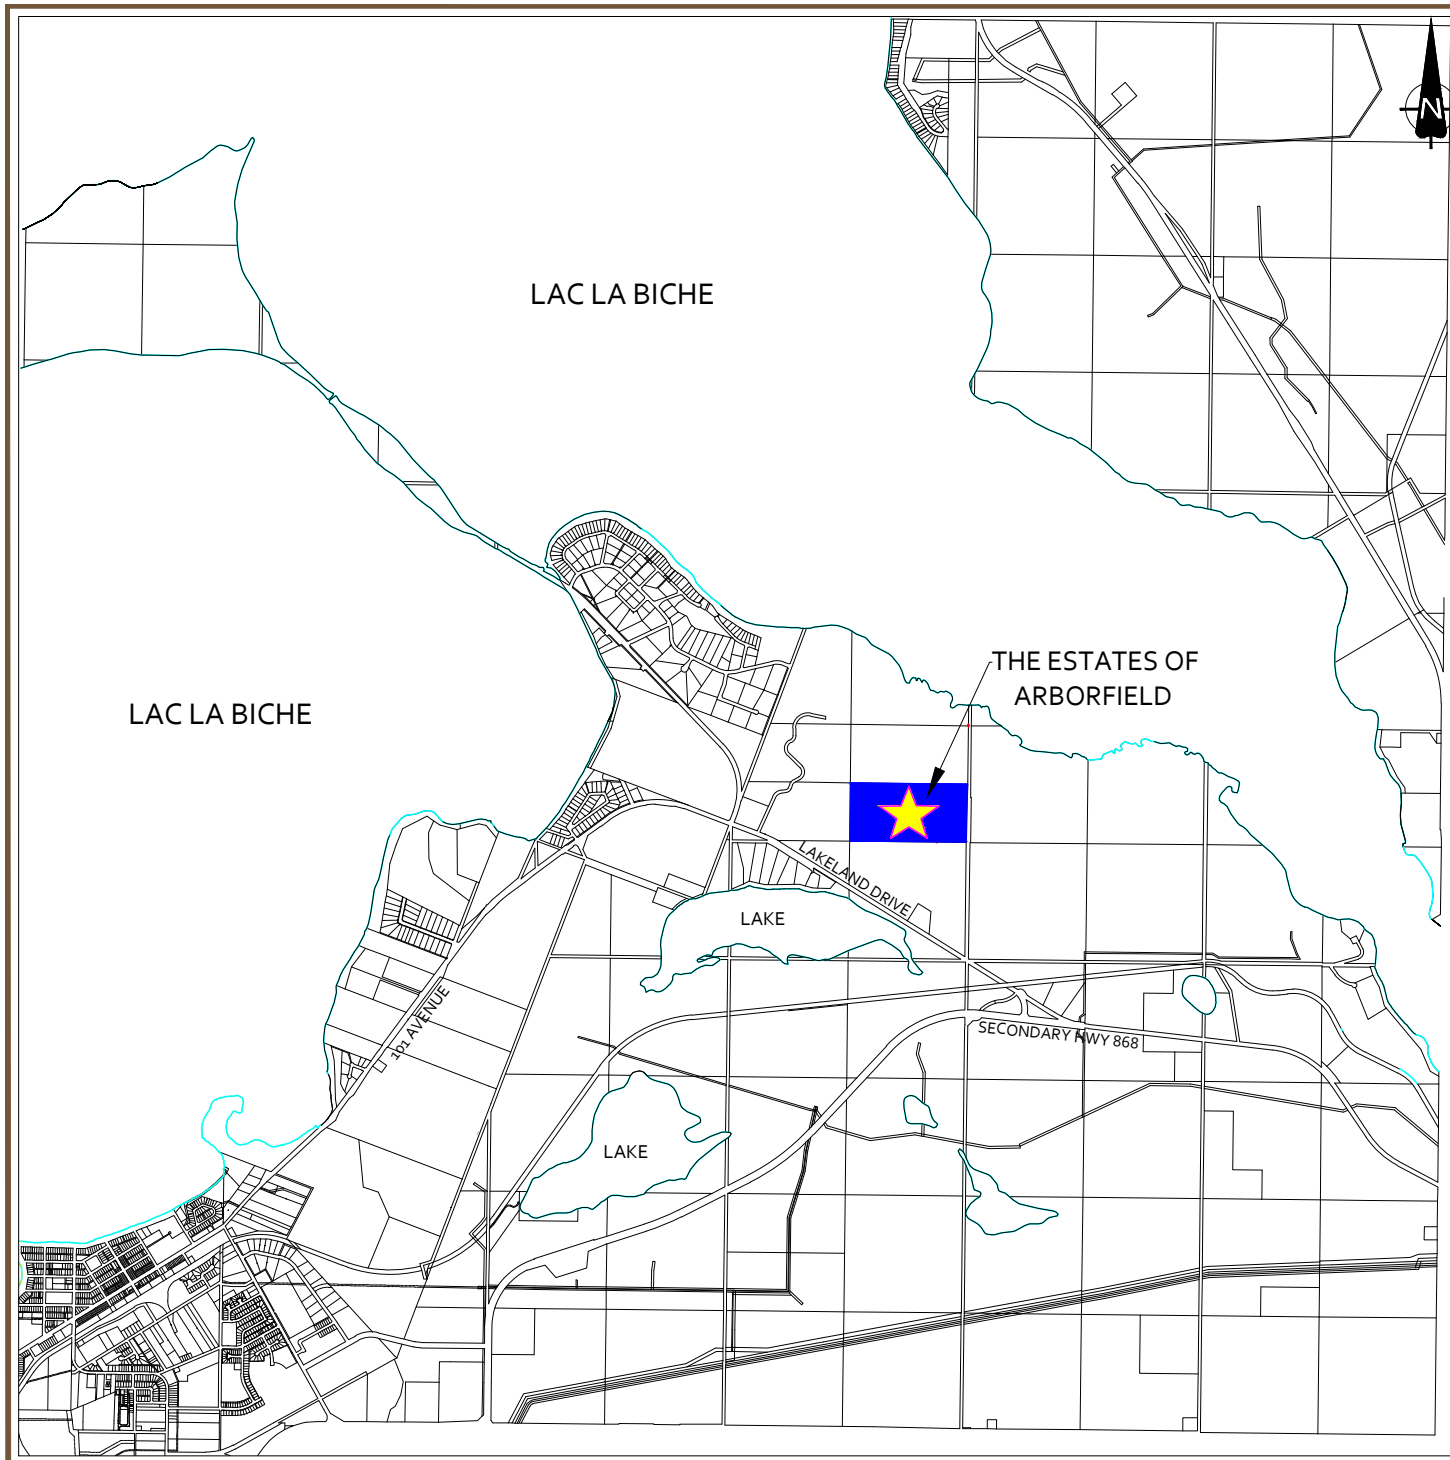 N
LAC LA BICHE
THE ESTATES OF
ARBORFIELD
LAC LA BICHE
LAKELAND DRIVE
LAKE
101 AVENUE
SECONDARY HWY 868
LAKE